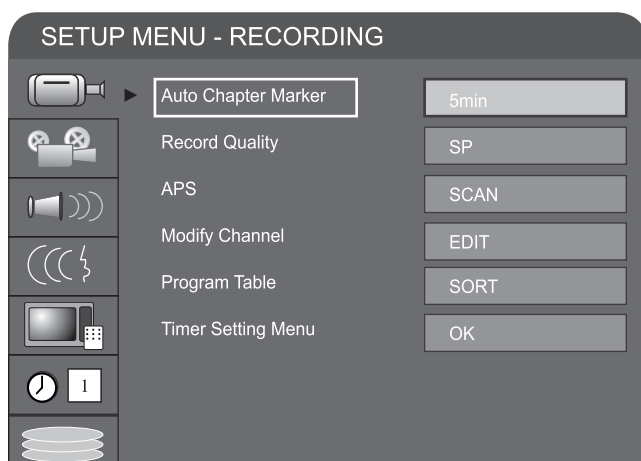 SETUP MENU - RECORDING
Auto Chapter Marker 5min
Record Quality SP
APS SCAN
Modify Channel EDIT
Program Table SORT
Timer Setting Menu OK
1